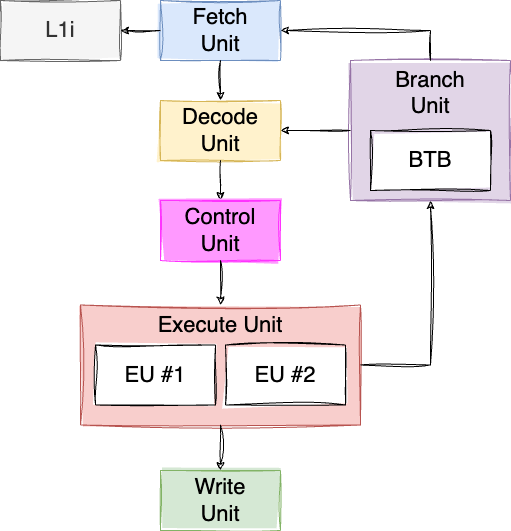 L1i
Fetch
Unit
Branch
Unit
Decode
Unit
BTB
Control
Unit
Execute Unit
EU #1
EU #2
Write
Unit